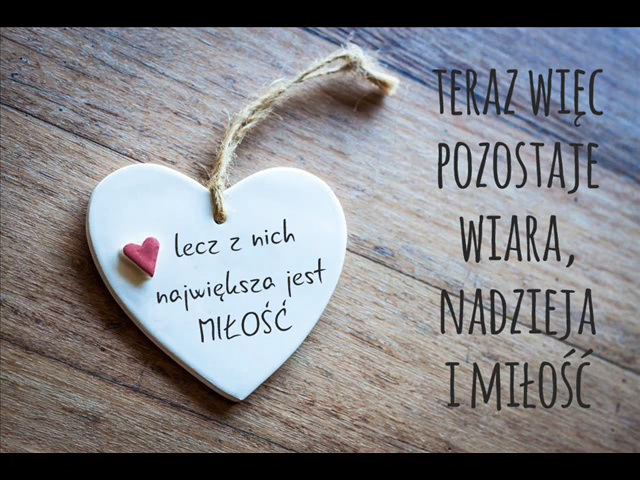 TERAZ WIĘC
POZOSTAJE
WIARA,
NADZIEJA
I MIŁOŚĆ
lecz z nich
największa jest
MIŁOŚĆ